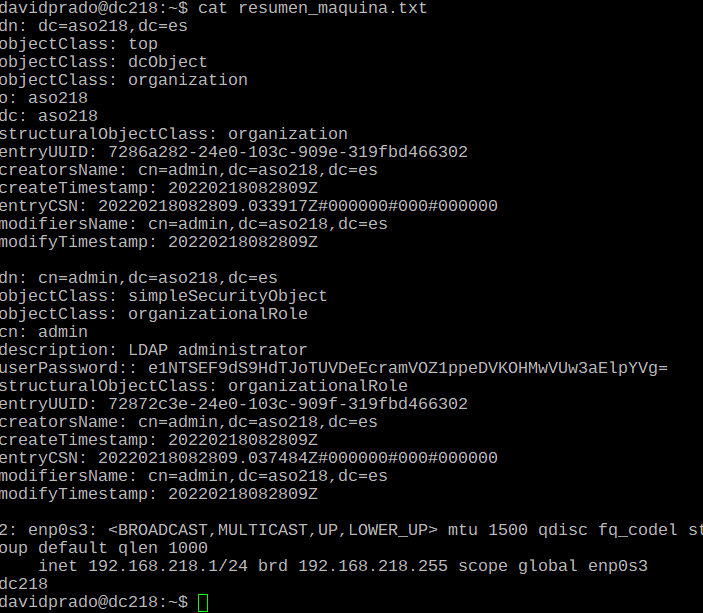 davidprado@dc218:~$ cat resumen_maquina.txt
dn: dc=aso218,dc=es
objectClass: top
objectClass: dcObject
objectClass: organization
o: aso218
dc: aso218
structuralObjectClass: organization
entryUUID: 7286a282-24e0-103c-909e-319fbd466302
creatorsName: cn=admin,dc=aso218,dc=es
createTimestamp: 20220218082809Z
entryCSN: 20220218082809.033917Z#000000#000#000000
modifiersName: cn=admin,dc=aso218,dc=es
modifyTimestamp: 20220218082809Z

dn: cn=admin,dc=aso218,dc=es
objectClass: simpleSecurityObject
objectClass: organizationalRole
cn: admin
description: LDAP administrator
userPassword:: e1NTSEF9dS9HdTJoTUVDeEcramVOZ1ppeDVKOHMwVUw3aElpYVg=
structuralObjectClass: organizationalRole
entryUUID: 72872c3e-24e0-103c-909f-319fbd466302
creatorsName: cn=admin,dc=aso218,dc=es
createTimestamp: 20220218082809Z
entryCSN: 20220218082809.037484Z#000000#000#000000
modifiersName: cn=admin,dc=aso218,dc=es
modifyTimestamp: 20220218082809Z

2: enp0s3: <BROADCAST,MULTICAST,UP,LOWER_UP> mtu 1500 qdisc fq_codel st
oup default qlen 1000
inet 192.168.218.1/24 brd 192.168.218.255 scope global enp0s3
dc218
davidprado@dc218:~$